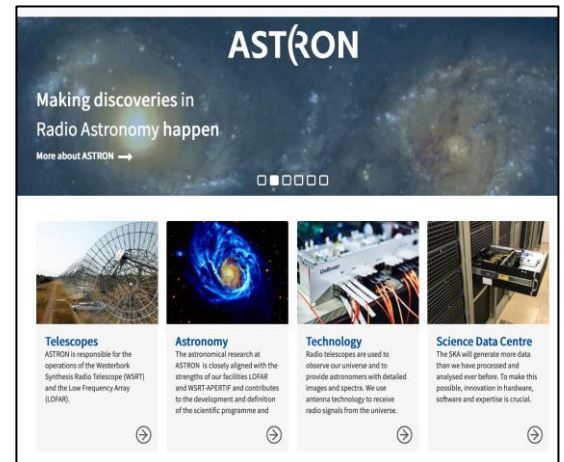 ASTRON
Making discoveries in
Radio Astronomy happen
More about ASTRON →
Telescopes
ASTRON is responsible for the
operations of the Westerbork
Synthesis Radio Telescope (WSRT)
and the Low Frequency Array
(LOFAR).
Astronomy
The astronomical research at
ASTRON is closely aligned with the
strengths of our facilities LOFAR
and WSRT-APERTIF and contributes
to the development and definition
of the scientific programme and
Technology
Radio telescopes are used to
observe our universe and to
provide astronomers with detailed
images and spectra. We use
antenna technology to receive
radio signals from the universe.
Science Data Centre
The SKA will generate more data
than we have processed and
analysed ever before. To make this
possible, innovation in hardware,
software and expertise is crucial.